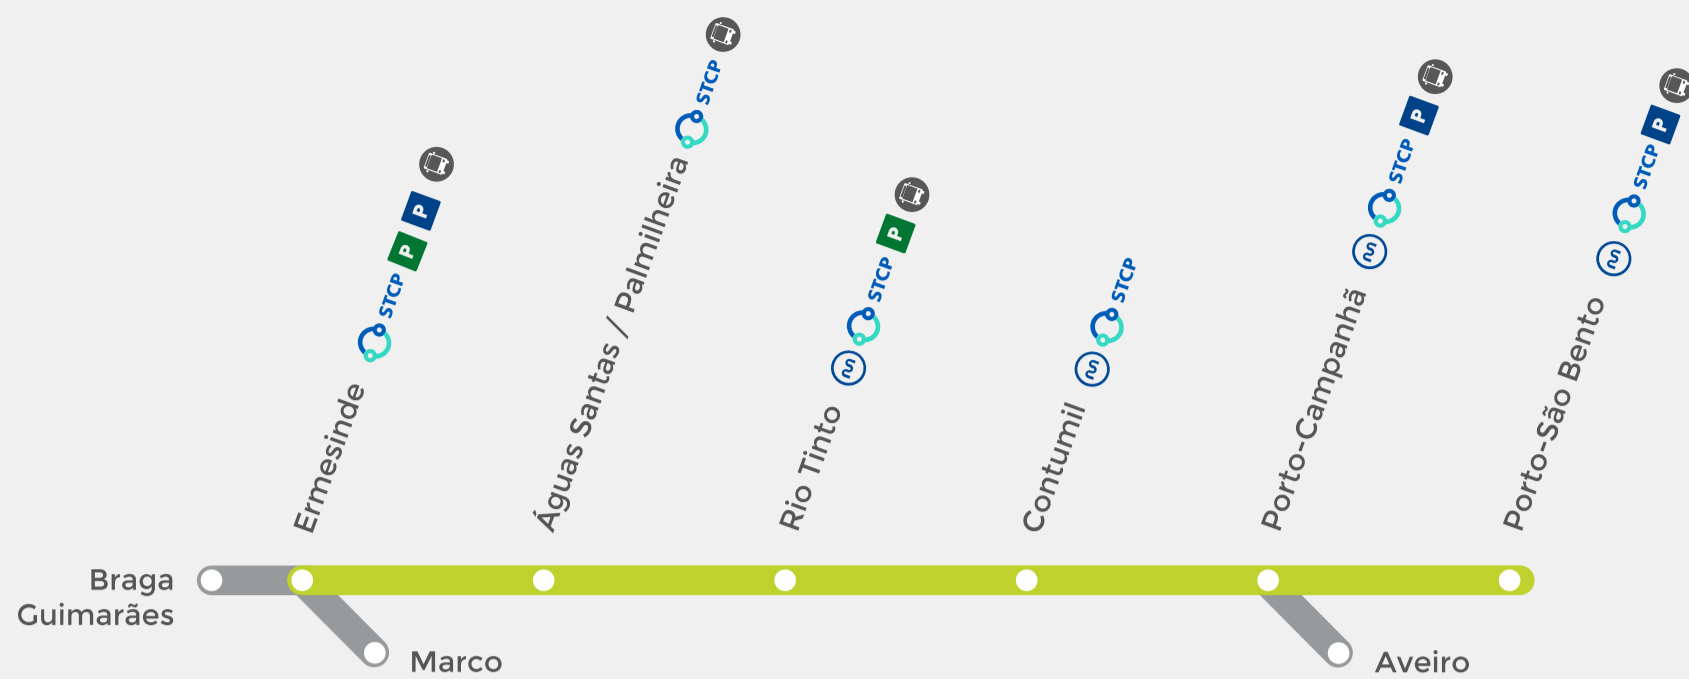 Ermesinde STCP P P
Águas Santas / Palmilheira STCP
Rio Tinto STCP P
Contumil STCP
Porto-Campanhã STCP P
Porto-São Bento STCP P
Braga
Guimarães
Marco
Aveiro